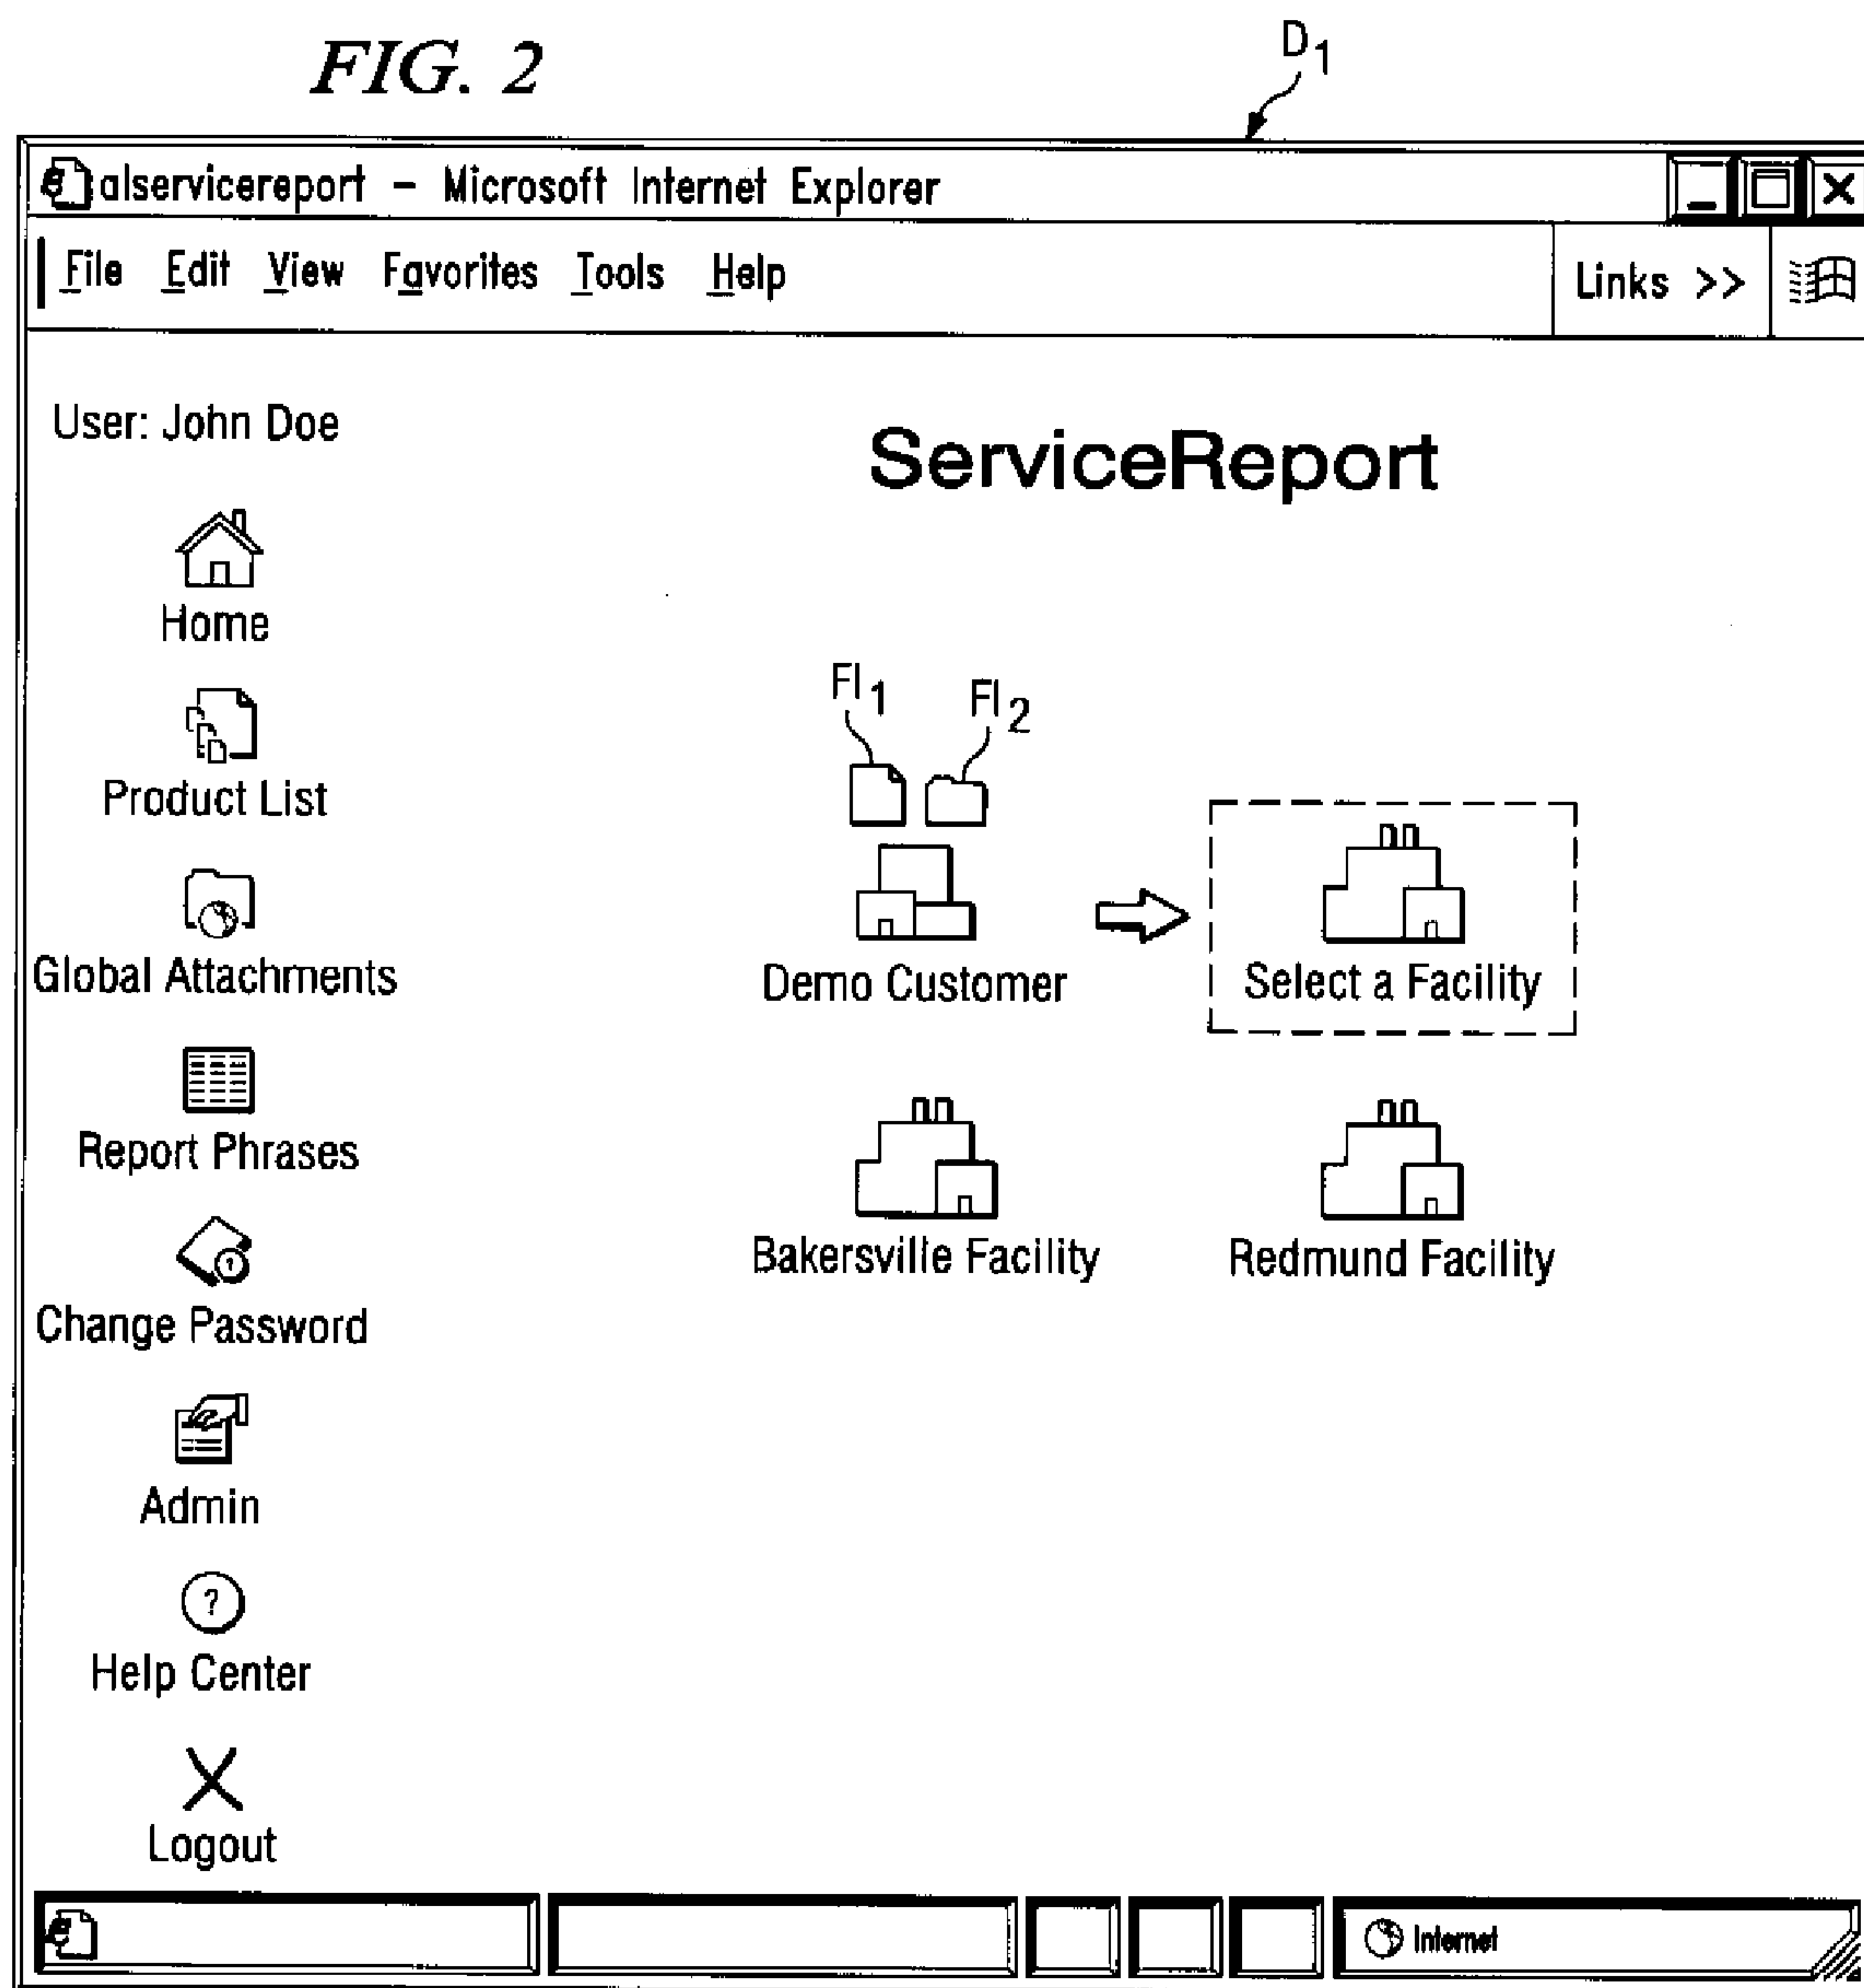 FIG. 2
D1
alservicereport - Microsoft Internet Explorer
File Edit View Favorites Tools Help
Links >>
User: John Doe
ServiceReport
Home
Product List
Global Attachments
Report Phrases
Change Password
Admin
? Help Center
Logout
FI1 FI2
Demo Customer
Select a Facility
Bakersville Facility
Redmund Facility
Internet